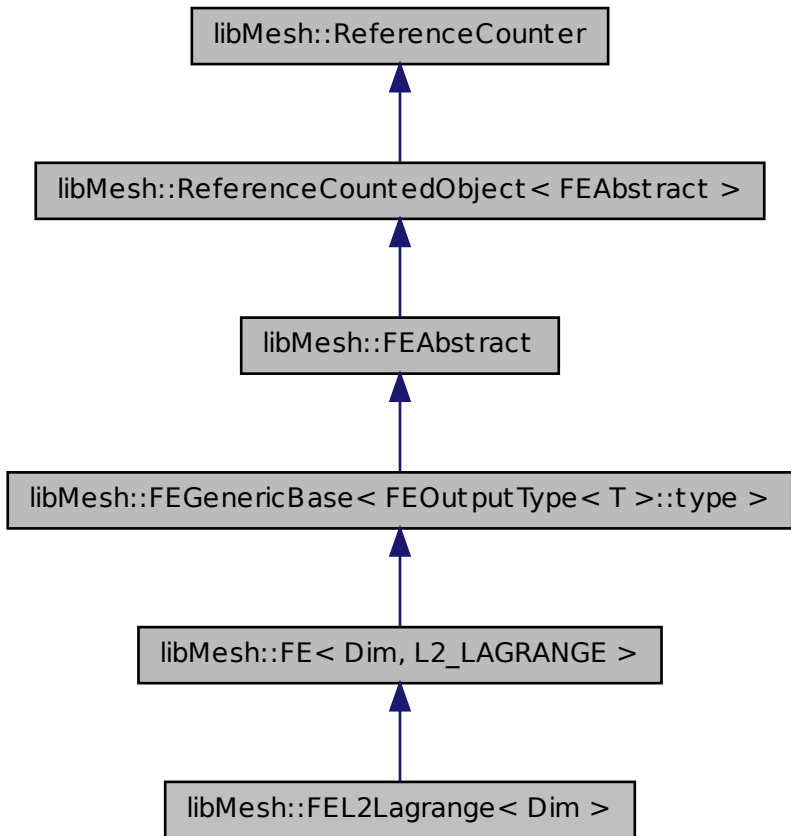 libMesh::ReferenceCounter
libMesh::ReferenceCountedObject< FEAbstract >
libMesh::FEAbstract
libMesh::FEGenericBase< FEOutputType< T >::type >
libMesh::FE< Dim, L2_LAGRANGE >
libMesh::FEL2Lagrange< Dim >